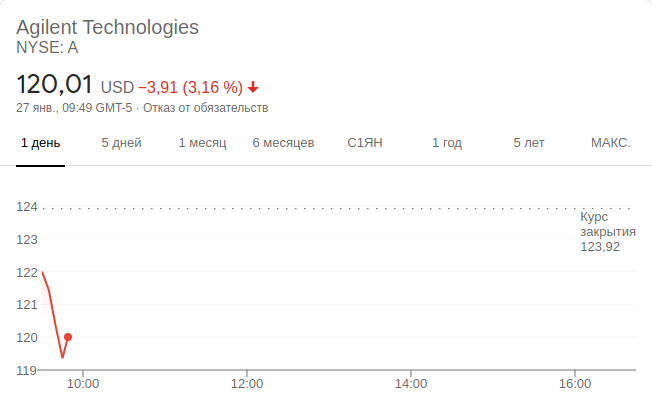 Agilent Technologies
NYSE: A
120,01 USD −3,91 (3,16 %)
27 янв., 09:49 GMT-5 · Отказ от обязательств
1 день 5 дней 1 месяц 6 месяцев С1ЯН 1 год 5 лет МАКС.
124
Курс
закрытия
123,92
123
122
121
120
119
10:00 12:00 14:00 16:00